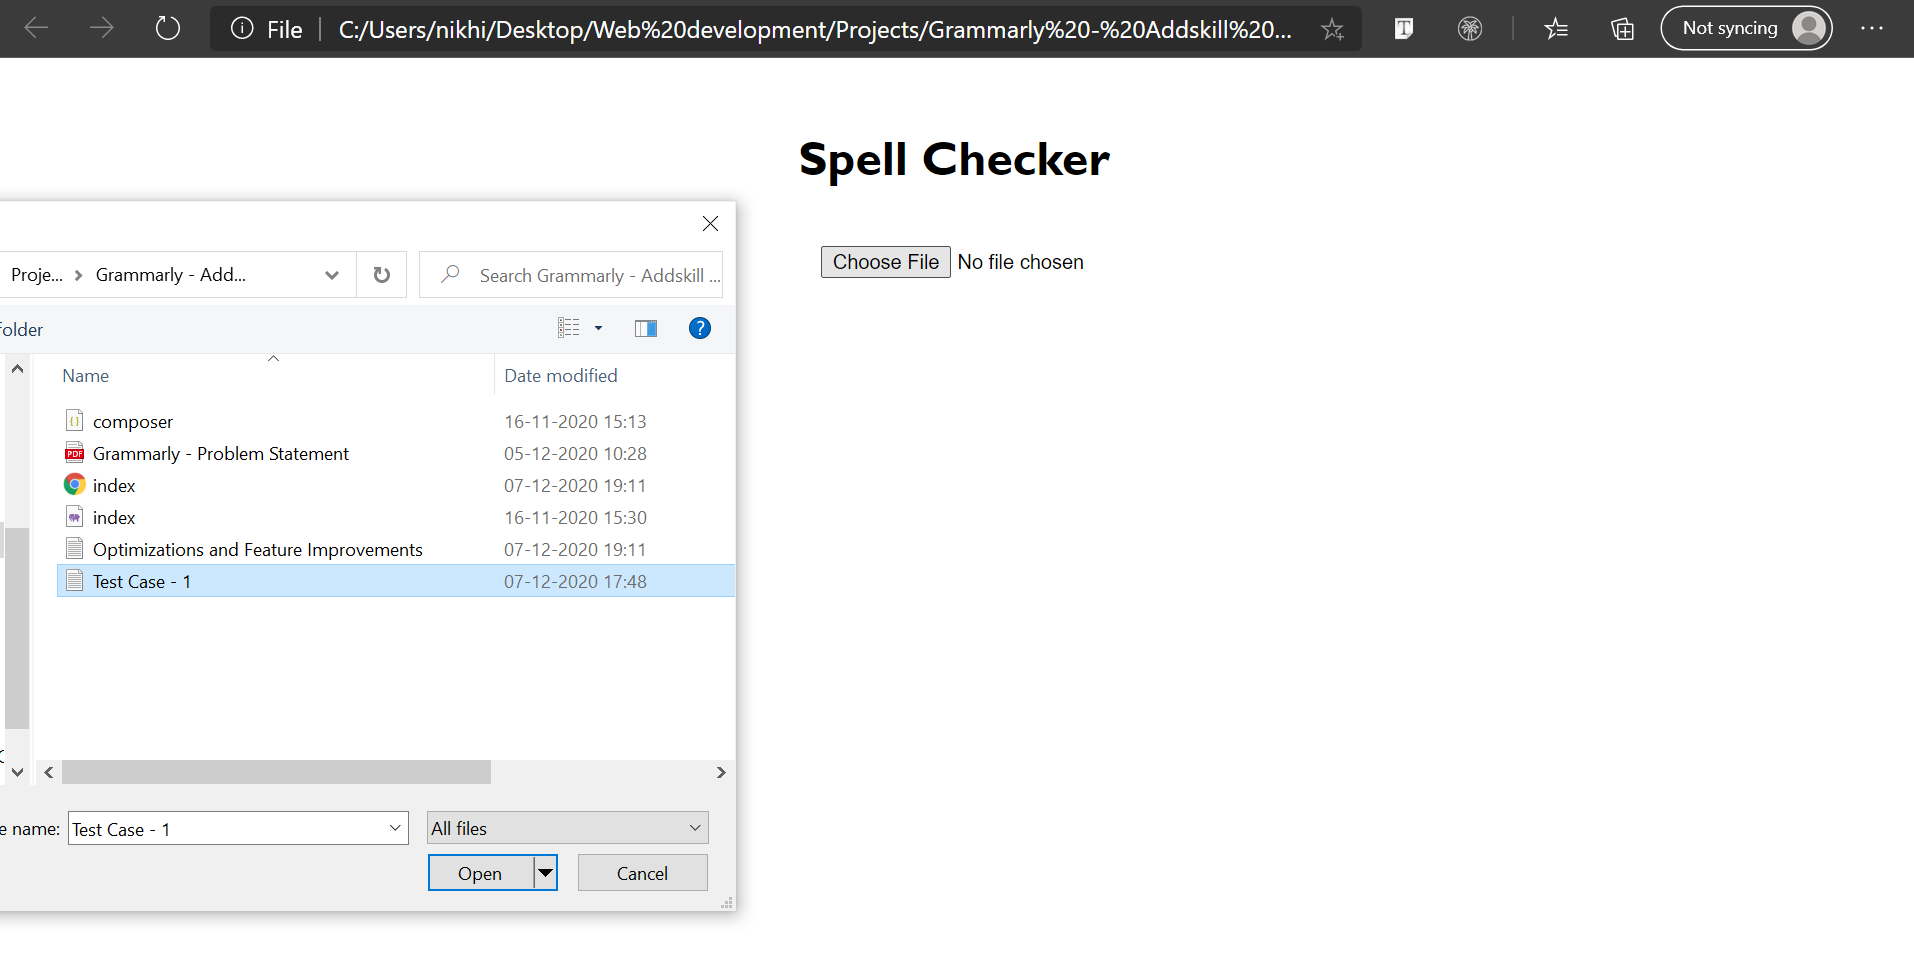 File C:/Users/nikhi/Desktop/Web%20development/Projects/Grammarly%20-%20Addskill%20... Not syncing
Spell Checker
Choose File No file chosen
Proje... Grammarly - Add... Search Grammarly - Addskill ...
folder
Name Date modified
composer 16-11-2020 15:13
Grammarly - Problem Statement 05-12-2020 10:28
index 07-12-2020 19:11
index 16-11-2020 15:30
Optimizations and Feature Improvements 07-12-2020 19:11
Test Case - 1 07-12-2020 17:48
e name: Test Case - 1 All files
Open Cancel